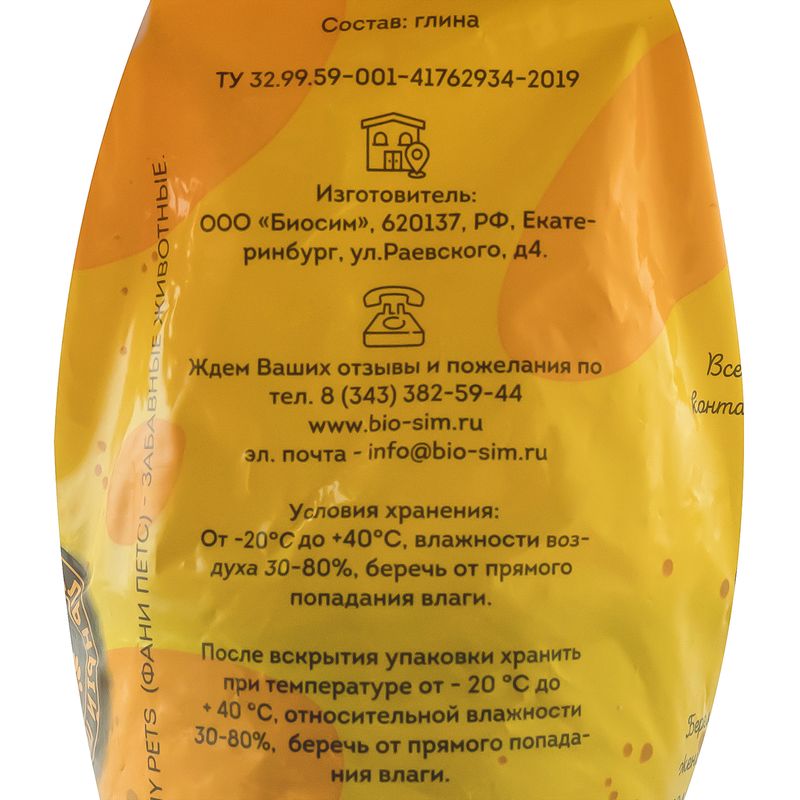 Состав: глина
ТУ 32.99.59-001-41762934-2019
Изготовитель:
ООО «Биосим», 620137, РФ, Екате-
ринбург, ул.Раевского, д4.
Ждем Ваших отзывы и пожелания по
тел. 8 (343) 382-59-44
www.bio-sim.ru
эл. почта - info@bio-sim.ru
Условия хранения:
От -20°C до +40°C, влажности воз-
духа 30-80%, беречь от прямого
попадания влаги.
После вскрытия упаковки хранить
при температуре от - 20 °C до
+ 40 °C, относительной влажности
30-80%, беречь от прямого попада-
ния влаги.
PETS (ФАНИ ПЕТС) - ЗАБАВНЫЕ ЖИВОТНЫЕ.
Все